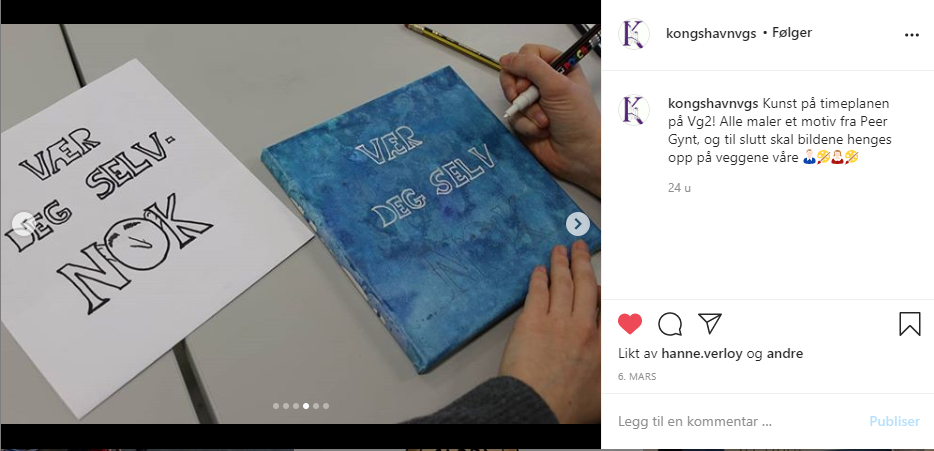 VÆR
DEG SELV-
NOK
VÆR
DEG SELV
NOK
kongshavnvgs • Følger
kongshavnvgs Kunst på timeplanen
på Vg2! Alle maler et motiv fra Peer
Gynt, og til slutt skal bildene henges
opp på veggene våre 👨‍🎨👩‍🎨
24 u
Likt av hanne.verloy og andre
6. MARS
Legg til en kommentar ...
Publiser